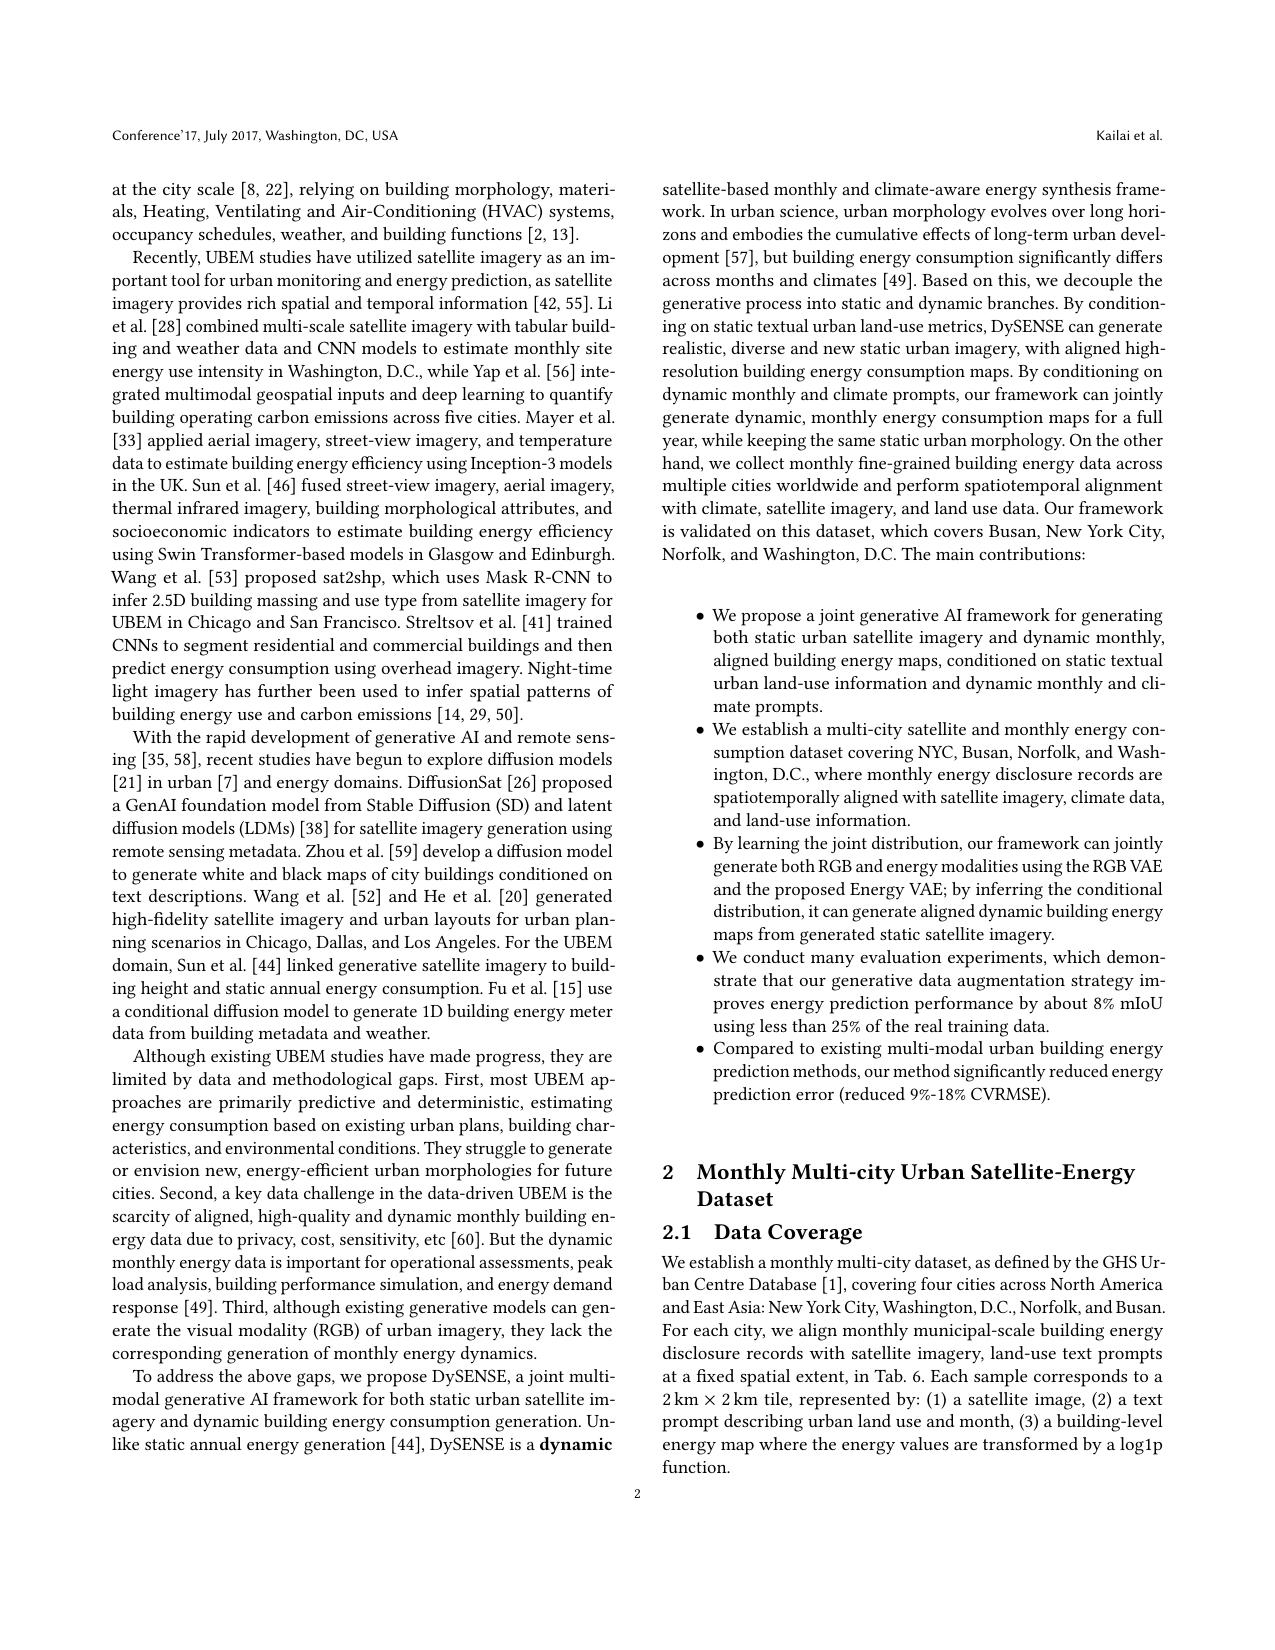 Conference'17, July 2017, Washington, DC, USA
Kailai et al.
at the city scale [8, 22], relying on building morphology, materi-
als, Heating, Ventilating and Air-Conditioning (HVAC) systems,
occupancy schedules, weather, and building functions [2, 13].
Recently, UBEM studies have utilized satellite imagery as an im-
portant tool for urban monitoring and energy prediction, as satellite
imagery provides rich spatial and temporal information [42, 55]. Li
et al. [28] combined multi-scale satellite imagery with tabular build-
ing and weather data and CNN models to estimate monthly site
energy use intensity in Washington, D.C., while Yap et al. [56] inte-
grated multimodal geospatial inputs and deep learning to quantify
building operating carbon emissions across five cities. Mayer et al.
[33] applied aerial imagery, street-view imagery, and temperature
data to estimate building energy efficiency using Inception-3 models
in the UK. Sun et al. [46] fused street-view imagery, aerial imagery,
thermal infrared imagery, building morphological attributes, and
socioeconomic indicators to estimate building energy efficiency
using Swin Transformer-based models in Glasgow and Edinburgh.
Wang et al. [53] proposed sat2shp, which uses Mask R-CNN to
infer 2.5D building massing and use type from satellite imagery for
UBEM in Chicago and San Francisco. Streltsov et al. [41] trained
CNNs to segment residential and commercial buildings and then
predict energy consumption using overhead imagery. Night-time
light imagery has further been used to infer spatial patterns of
building energy use and carbon emissions [14, 29, 50].
With the rapid development of generative AI and remote sens-
ing [35, 58], recent studies have begun to explore diffusion models
[21] in urban [7] and energy domains. DiffusionSat [26] proposed
a GenAI foundation model from Stable Diffusion (SD) and latent
diffusion models (LDMs) [38] for satellite imagery generation using
remote sensing metadata. Zhou et al. [59] develop a diffusion model
to generate white and black maps of city buildings conditioned on
text descriptions. Wang et al. [52] and He et al. [20] generated
high-fidelity satellite imagery and urban layouts for urban plan-
ning scenarios in Chicago, Dallas, and Los Angeles. For the UBEM
domain, Sun et al. [44] linked generative satellite imagery to build-
ing height and static annual energy consumption. Fu et al. [15] use
a conditional diffusion model to generate 1D building energy meter
data from building metadata and weather.
Although existing UBEM studies have made progress, they are
limited by data and methodological gaps. First, most UBEM ap-
proaches are primarily predictive and deterministic, estimating
energy consumption based on existing urban plans, building char-
acteristics, and environmental conditions. They struggle to generate
or envision new, energy-efficient urban morphologies for future
cities. Second, a key data challenge in the data-driven UBEM is the
scarcity of aligned, high-quality and dynamic monthly building en-
ergy data due to privacy, cost, sensitivity, etc [60]. But the dynamic
monthly energy data is important for operational assessments, peak
load analysis, building performance simulation, and energy demand
response [49]. Third, although existing generative models can gen-
erate the visual modality (RGB) of urban imagery, they lack the
corresponding generation of monthly energy dynamics.
To address the above gaps, we propose DySENSE, a joint multi-
modal generative AI framework for both static urban satellite im-
agery and dynamic building energy consumption generation. Un-
like static annual energy generation [44], DySENSE is a dynamic
satellite-based monthly and climate-aware energy synthesis frame-
work. In urban science, urban morphology evolves over long hori-
zons and embodies the cumulative effects of long-term urban devel-
opment [57], but building energy consumption significantly differs
across months and climates [49]. Based on this, we decouple the
generative process into static and dynamic branches. By condition-
ing on static textual urban land-use metrics, DySENSE can generate
realistic, diverse and new static urban imagery, with aligned high-
resolution building energy consumption maps. By conditioning on
dynamic monthly and climate prompts, our framework can jointly
generate dynamic, monthly energy consumption maps for a full
year, while keeping the same static urban morphology. On the other
hand, we collect monthly fine-grained building energy data across
multiple cities worldwide and perform spatiotemporal alignment
with climate, satellite imagery, and land use data. Our framework
is validated on this dataset, which covers Busan, New York City,
Norfolk, and Washington, D.C. The main contributions:
• We propose a joint generative AI framework for generating
both static urban satellite imagery and dynamic monthly,
aligned building energy maps, conditioned on static textual
urban land-use information and dynamic monthly and cli-
mate prompts.
• We establish a multi-city satellite and monthly energy con-
sumption dataset covering NYC, Busan, Norfolk, and Wash-
ington, D.C., where monthly energy disclosure records are
spatiotemporally aligned with satellite imagery, climate data,
and land-use information.
• By learning the joint distribution, our framework can jointly
generate both RGB and energy modalities using the RGB VAE
and the proposed Energy VAE; by inferring the conditional
distribution, it can generate aligned dynamic building energy
maps from generated static satellite imagery.
• We conduct many evaluation experiments, which demon-
strate that our generative data augmentation strategy im-
proves energy prediction performance by about 8% mIoU
using less than 25% of the real training data.
• Compared to existing multi-modal urban building energy
prediction methods, our method significantly reduced energy
prediction error (reduced 9%-18% CVRMSE).
2 Monthly Multi-city Urban Satellite-Energy
Dataset
2.1 Data Coverage
We establish a monthly multi-city dataset, as defined by the GHS Ur-
ban Centre Database [1], covering four cities across North America
and East Asia: New York City, Washington, D.C., Norfolk, and Busan.
For each city, we align monthly municipal-scale building energy
disclosure records with satellite imagery, land-use text prompts
at a fixed spatial extent, in Tab. 6. Each sample corresponds to a
2 km × 2 km tile, represented by: (1) a satellite image, (2) a text
prompt describing urban land use and month, (3) a building-level
energy map where the energy values are transformed by a log1p
function.
2